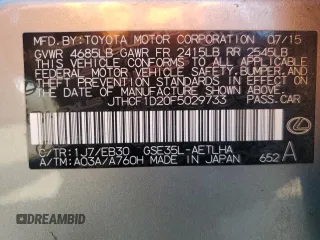 MFD.BY:TOYOTA MOTOR CORPORATION 07/15
GVWR 4685LB GAWR FR 2415LB RR 2545LB
THIS VEHICLE CONFORMS TO ALL APPLICABLE
FEDERAL MOTOR VEHICLE SAFETY, BUMPER, AND
THEFT PREVENTION STANDARDS IN EFFECT ON
THE DATE OF MANUFACTURE SHOWN ABOVE.
JTHCF1D20F5029733 PASS.CAR
C/TR:1J7/EB30 GSE35L-AETLHA
A/TM:A03A/A760H MADE IN JAPAN 652 A
LEXUS
DREAMBID
DREAMBID